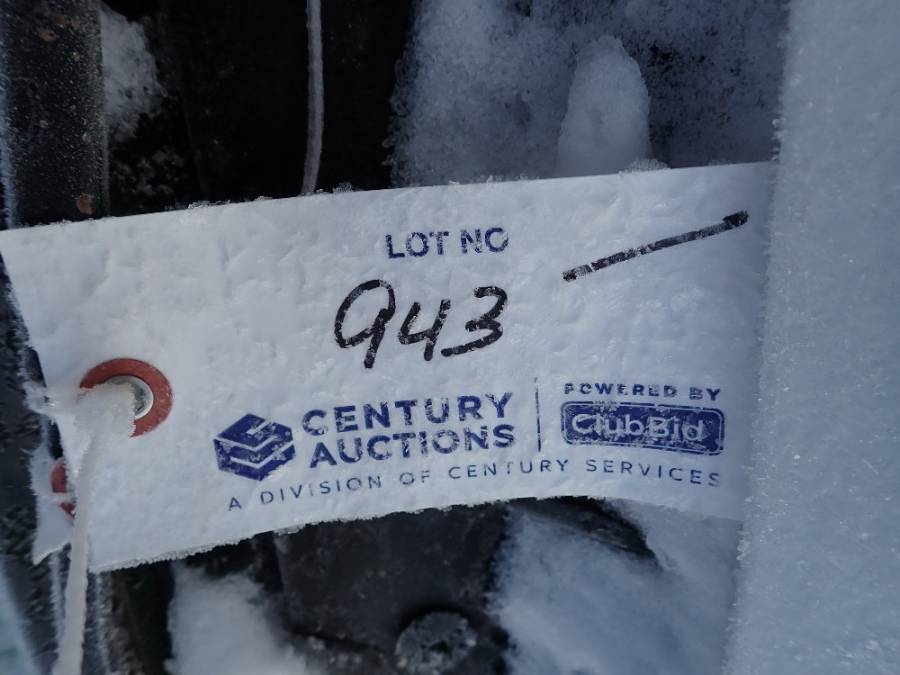 LOT NO
943
CENTURY
AUCTIONS
POWERED BY
ClubBid
A DIVISION OF CENTURY SERVICES